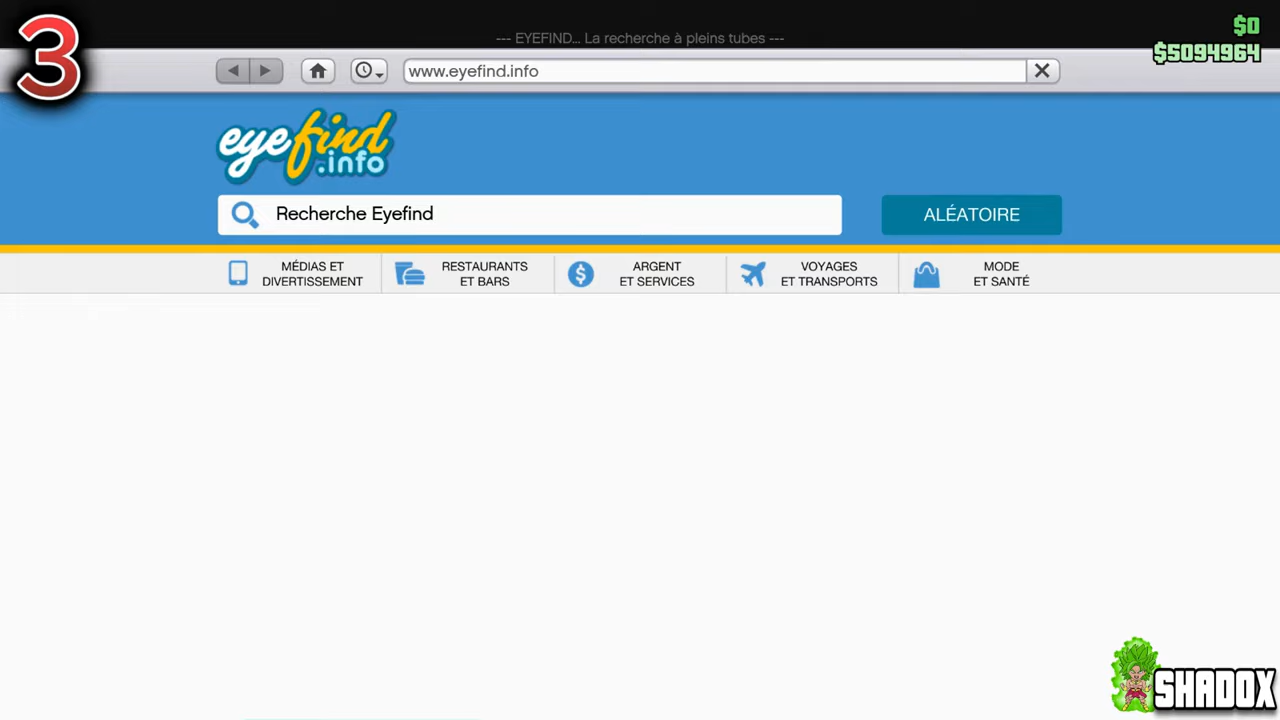 3
$0
$5094964
--- EYEFIND... La recherche à pleins tubes ---
www.eyefind.info
eyefind
.info
Recherche Eyefind
ALÉATOIRE
MÉDIAS ET
DIVERTISSEMENT
RESTAURANTS
ET BARS
ARGENT
ET SERVICES
VOYAGES
ET TRANSPORTS
MODE
ET SANTÉ
SHADOX